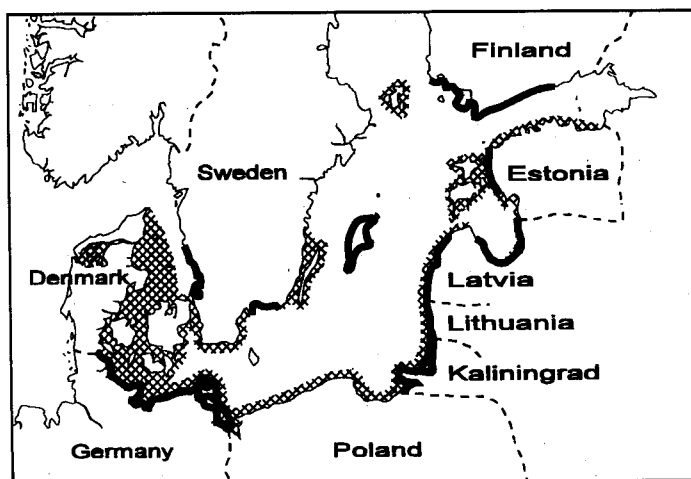 Finland
Sweden
Estonia
Denmark
Latvia
Lithuania
Kaliningrad
Germany
Poland